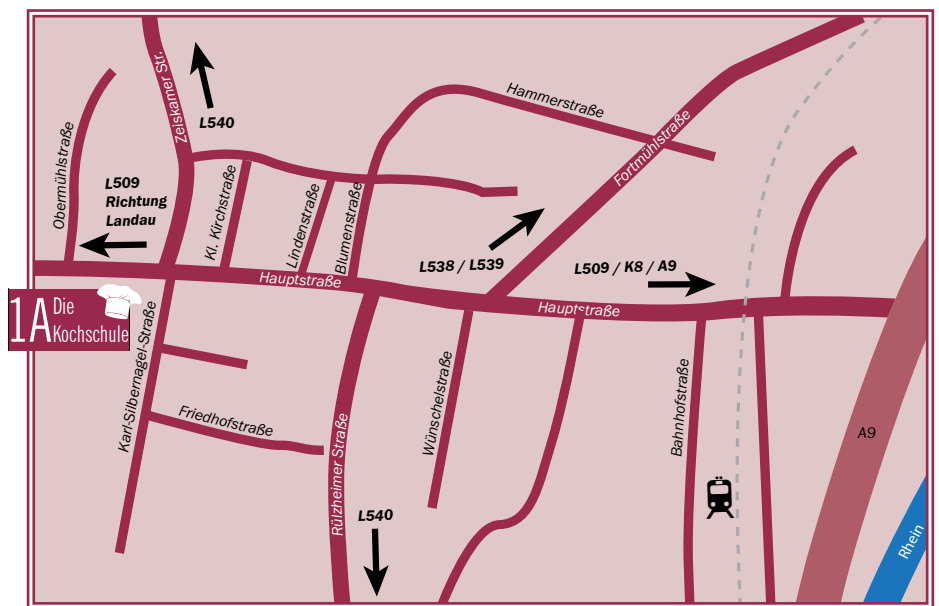 Zeiskamer Str.
L540
Hammerstraße
Fortmühlstraße
Obermühlstraße
L509
Richtung
Landau
Kl. Kirchstraße
Lindenstraße
Blumenstraße
L538 / L539
L509 / K8 / A9
Hauptstraße
Hauptstraße
1A Die
Kochschule
Karl-Silbernagel-Straße
Friedhofstraße
Rülzheimer Straße
Wünschelstraße
Bahnhofstraße
A9
L540
Rhein